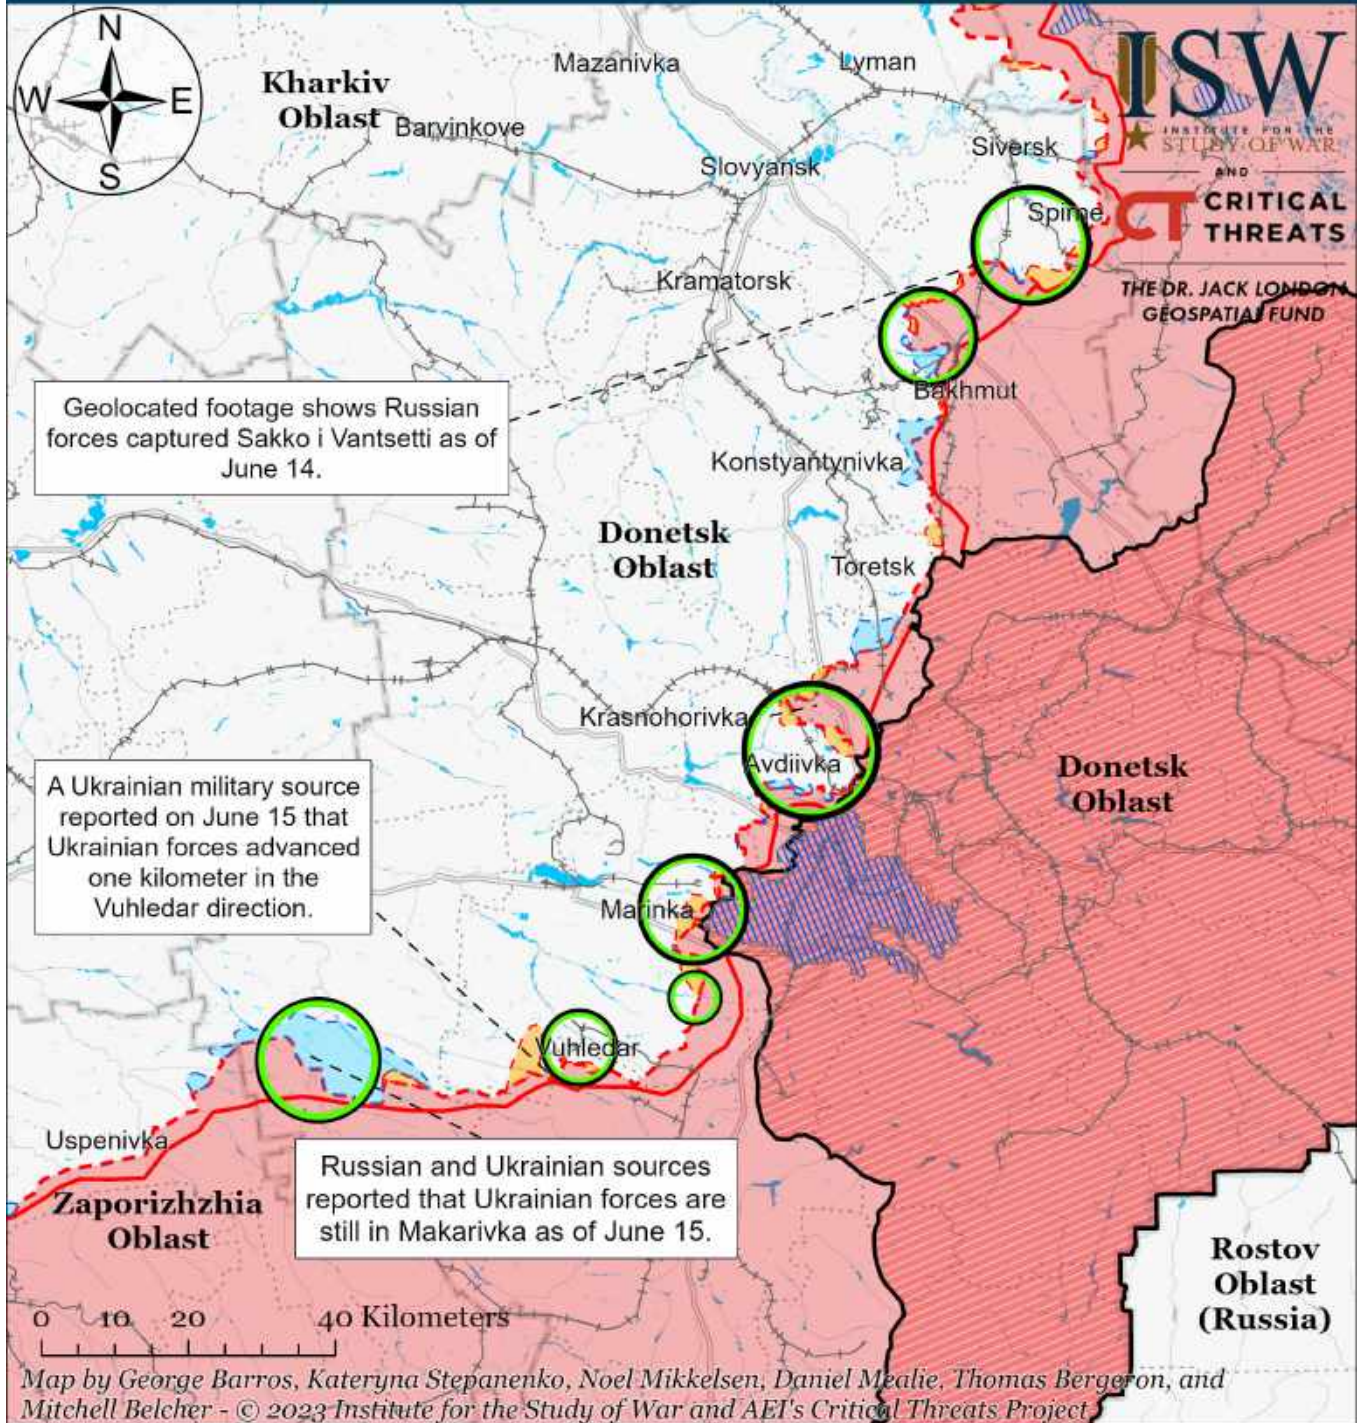 N
W
E
S
Kharkiv
Oblast
Barvinkove
Mazanivka
Lyman
Slovyansk
Siversk
Spirne
Kramatorsk
Bakhmut
ISW
INSTITUTE FOR THE
STUDY OF WAR
AND
CT CRITICAL
THREATS
THE DR. JACK LONDON
GEOSPATIAL FUND
Geolocated footage shows Russian
forces captured Sakko i Vantsetti as of
June 14.
Konstyantynivka
Donetsk
Oblast
Toretsk
Krasnohorivka
Avdiivka
Donetsk
Oblast
A Ukrainian military source
reported on June 15 that
Ukrainian forces advanced
one kilometer in the
Vuhledar direction.
Marinka
Vuhledar
Uspenivka
Zaporizhzhia
Oblast
Russian and Ukrainian sources
reported that Ukrainian forces are
still in Makarivka as of June 15.
Rostov
Oblast
(Russia)
0 10 20 40 Kilometers
Map by George Barros, Kateryna Stepanenko, Noel Mikkelsen, Daniel Mealie, Thomas Bergeron, and
Mitchell Belcher - © 2023 Institute for the Study of War and AEI's Critical Threats Project